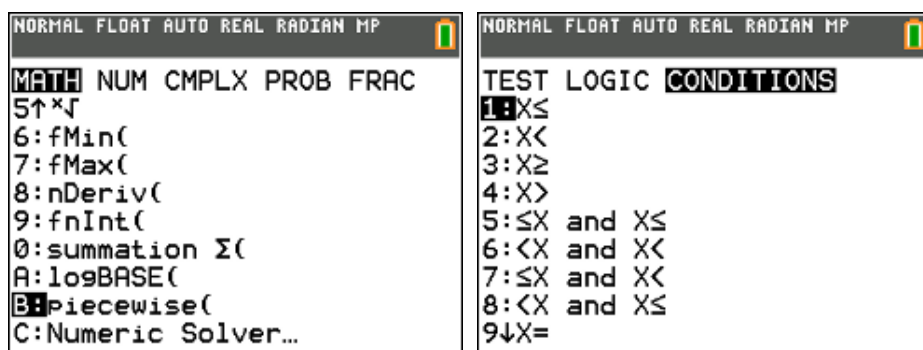 NORMAL FLOAT AUTO REAL RADIAN MP
MATH NUM CMPLX PROB FRAC
5↑ˣ√
6:fMin(
7:fMax(
8:nDeriv(
9:fnInt(
0:summation Σ(
A:logBASE(
B:piecewise(
C:Numeric Solver…
NORMAL FLOAT AUTO REAL RADIAN MP
TEST LOGIC CONDITIONS
1:X≤
2:X<
3:X≥
4:X>
5:≤X and X≤
6:<X and X<
7:≤X and X<
8:<X and X≤
9↓X=